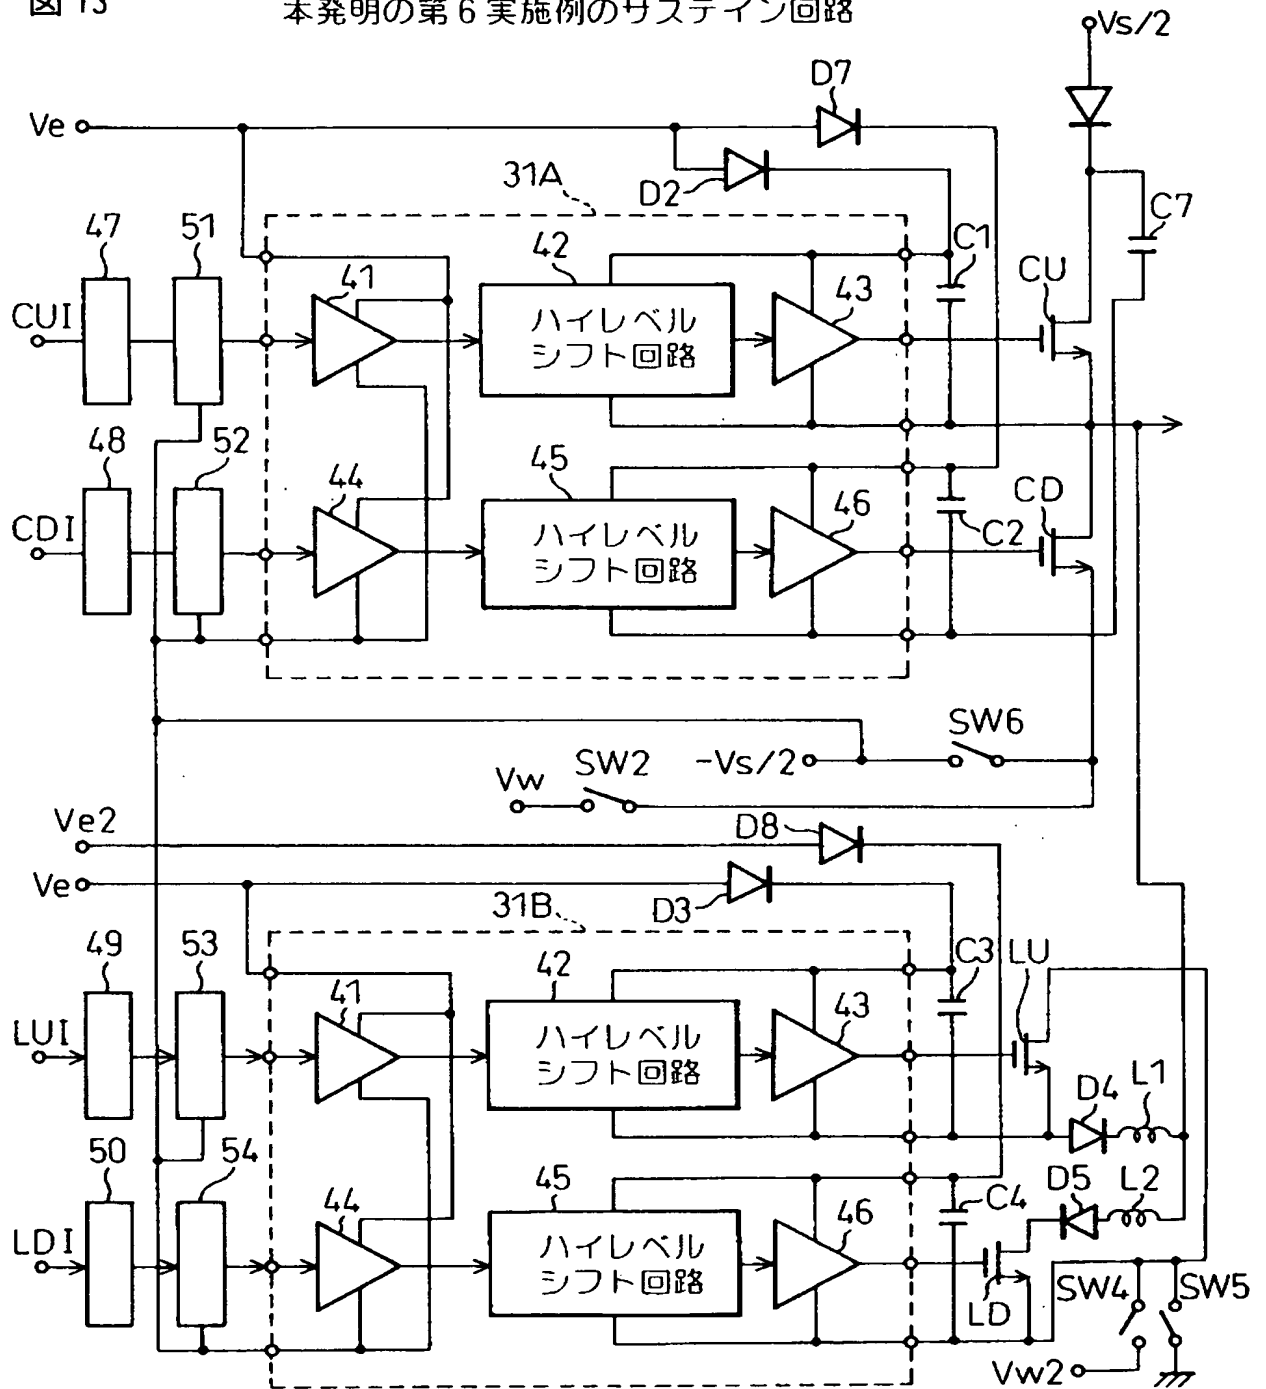 図 13
本発明の第6実施例のサステイン回路
Vs/2
D7
Ve
D2
31A
C7
47
51
42
C1
CU
41
43
CUI
ハイレベル
シフト回路
48
52
45
44
46
CD
CDI
ハイレベル
シフト回路
C2
SW6
-Vs/2
SW2
Vw
Ve2
D8
Ve
D3
31B
49
53
42
C3
LU
41
43
LUI
ハイレベル
シフト回路
D4
L1
50
54
45
D5
L2
44
46
C4
LDI
ハイレベル
シフト回路
LD
SW4
SW5
Vw2